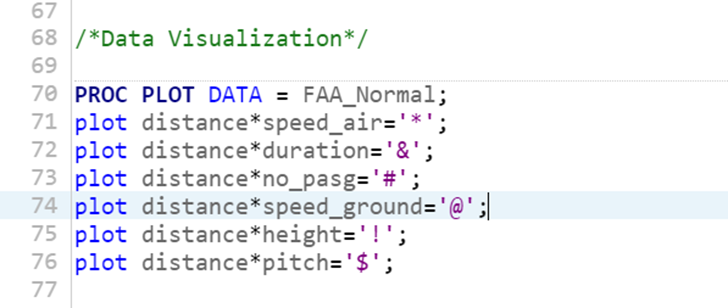 67
68 /*Data Visualization*/
69
70 PROC PLOT DATA = FAA_Normal;
71 plot distance*speed_air='*';
72 plot distance*duration='&';
73 plot distance*no_pasg='#';
74 plot distance*speed_ground='@';
75 plot distance*height='!';
76 plot distance*pitch='$';
77